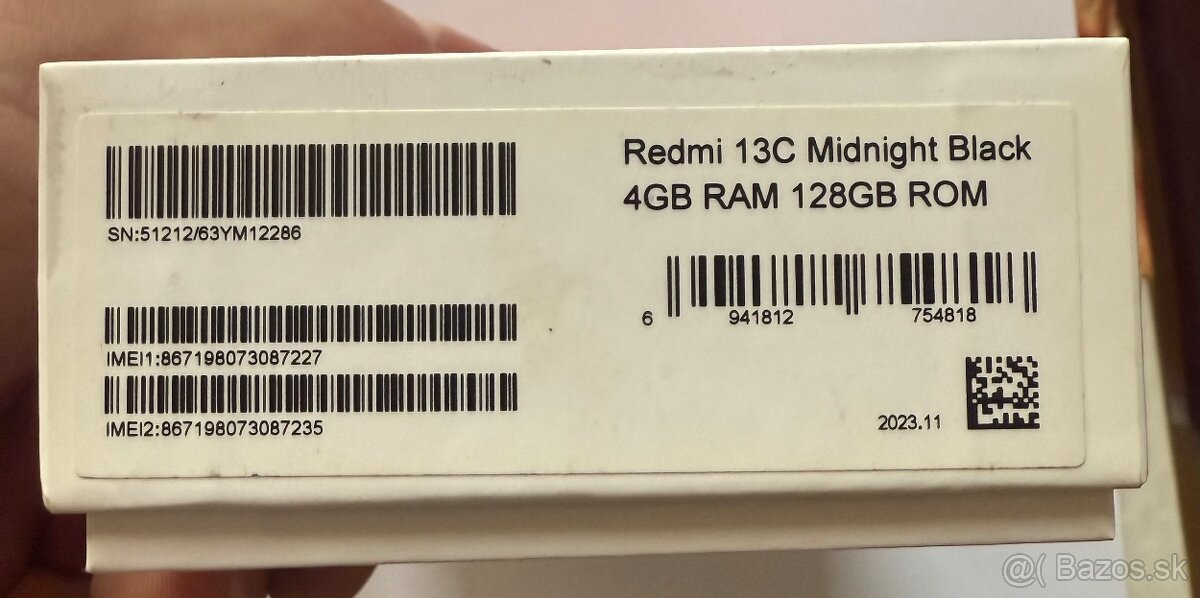 SN:51212/63YM12286
IMEI1:867198073087227
IMEI2:867198073087235
Redmi 13C Midnight Black
4GB RAM 128GB ROM
6 941812 754818
2023.11
@( Bazos.sk